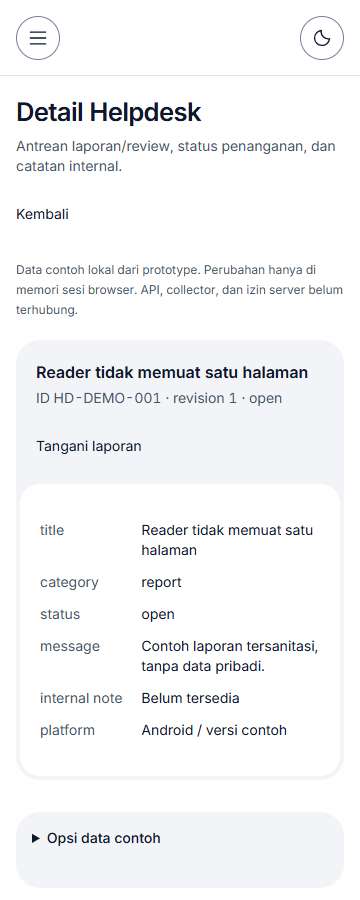 Detail Helpdesk
Antrean laporan/review, status penanganan, dan
catatan internal.
Kembali
Data contoh lokal dari prototype. Perubahan hanya di
memori sesi browser. API, collector, dan izin server belum
terhubung.
Reader tidak memuat satu halaman
ID HD-DEMO-001 · revision 1 · open
Tangani laporan
title Reader tidak memuat satu
halaman
category report
status open
message Contoh laporan tersanitasi,
tanpa data pribadi.
internal note Belum tersedia
platform Android / versi contoh
Opsi data contoh